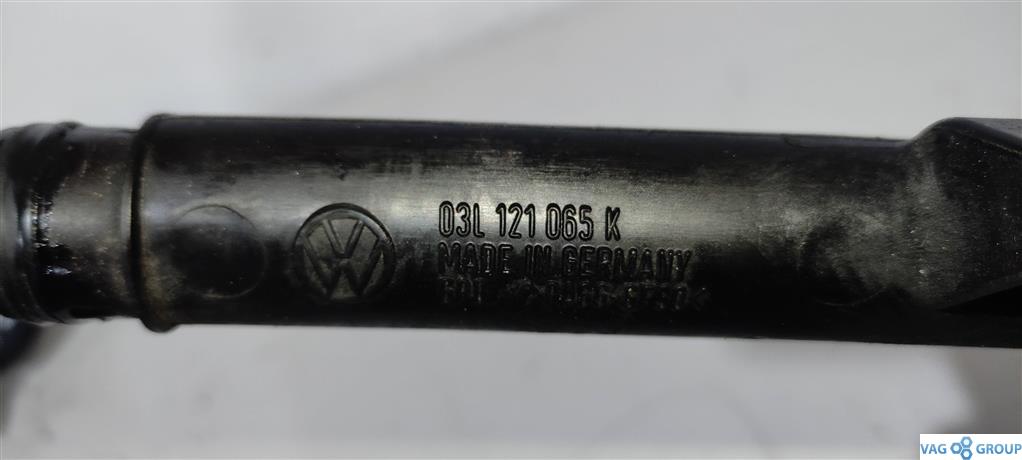 03L 121 065 K
MADE IN GERMANY
VAG GROUP